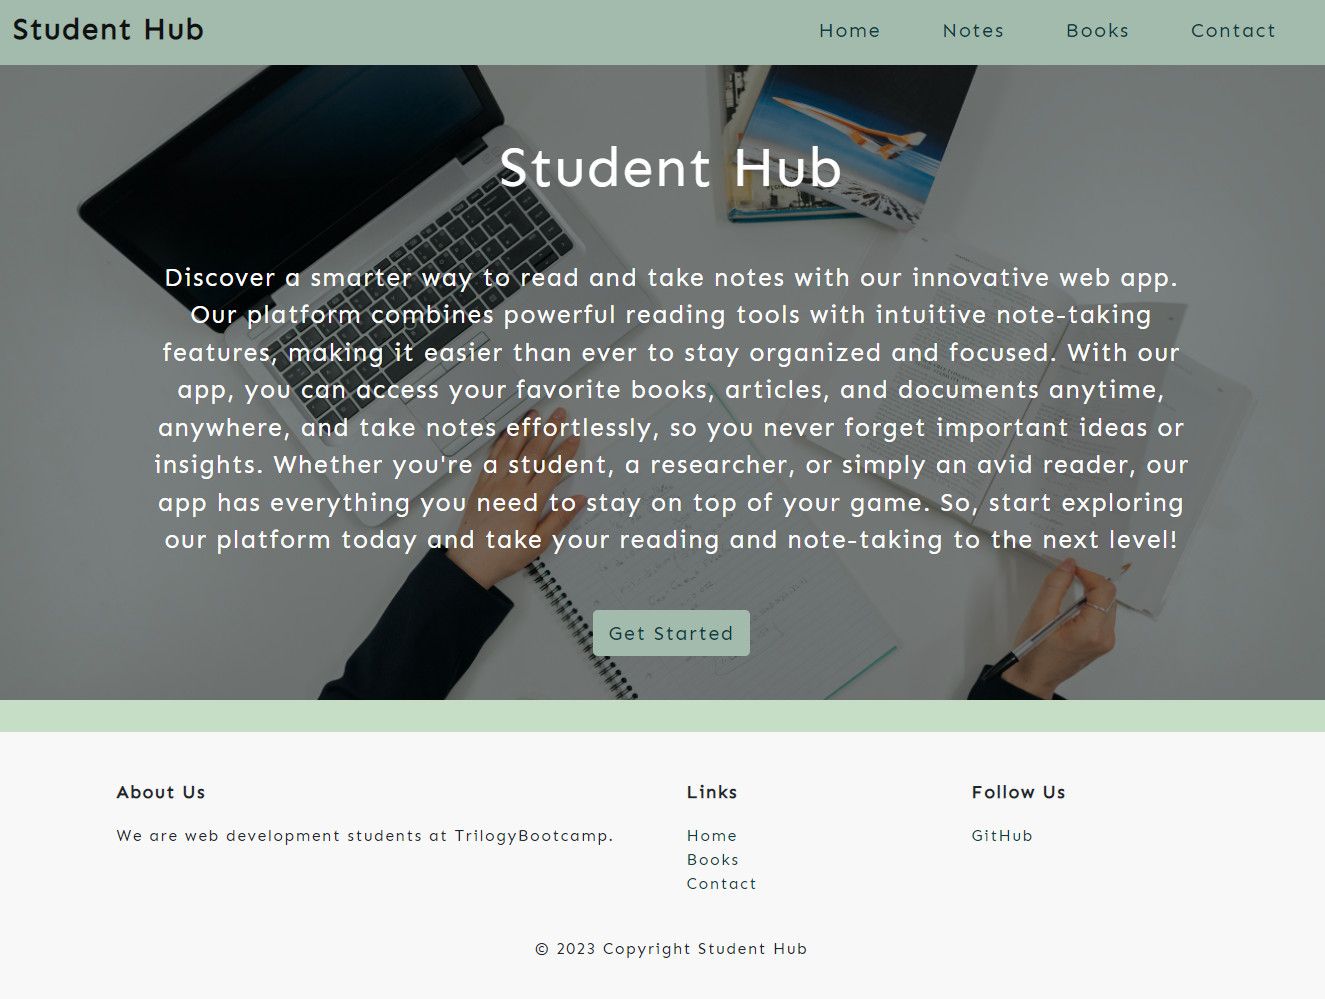 Student Hub
Home Notes Books Contact
Student Hub
Discover a smarter way to read and take notes with our innovative web app.
Our platform combines powerful reading tools with intuitive note-taking
features, making it easier than ever to stay organized and focused. With our
app, you can access your favorite books, articles, and documents anytime,
anywhere, and take notes effortlessly, so you never forget important ideas or
insights. Whether you're a student, a researcher, or simply an avid reader, our
app has everything you need to stay on top of your game. So, start exploring
our platform today and take your reading and note-taking to the next level!
Get Started
About Us
We are web development students at TrilogyBootcamp.
Links
Home
Books
Contact
Follow Us
GitHub
© 2023 Copyright Student Hub